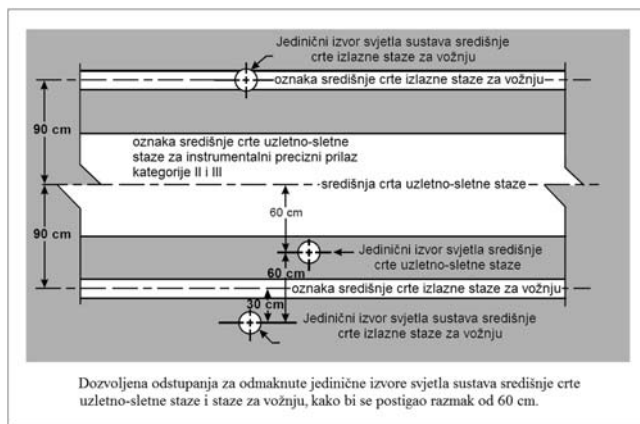 Jedinični izvor svjetla sustava središnje
crte izlazne staze za vožnju
oznaka središnje crte izlazne staze za vožnju
90 cm
oznaka središnje crte uzletno-sletne
staze za instrumentalni precizni prilaz
kategorije II i III
središnja crta uzletno-sletne staze
60 cm
90 cm
Jedinični izvor svjetla središnje
crte uzletno-sletne staze
60 cm
oznaka središnje crte izlazne staze za vožnju
30 cm
Jedinični izvor svjetla sustava središnje
crte izlazne staze za vožnju
Dozvoljena odstupanja za odmaknute jedinične izvore svjetla sustava središnje crte
uzletno-sletne staze i staze za vožnju, kako bi se postigao razmak od 60 cm.